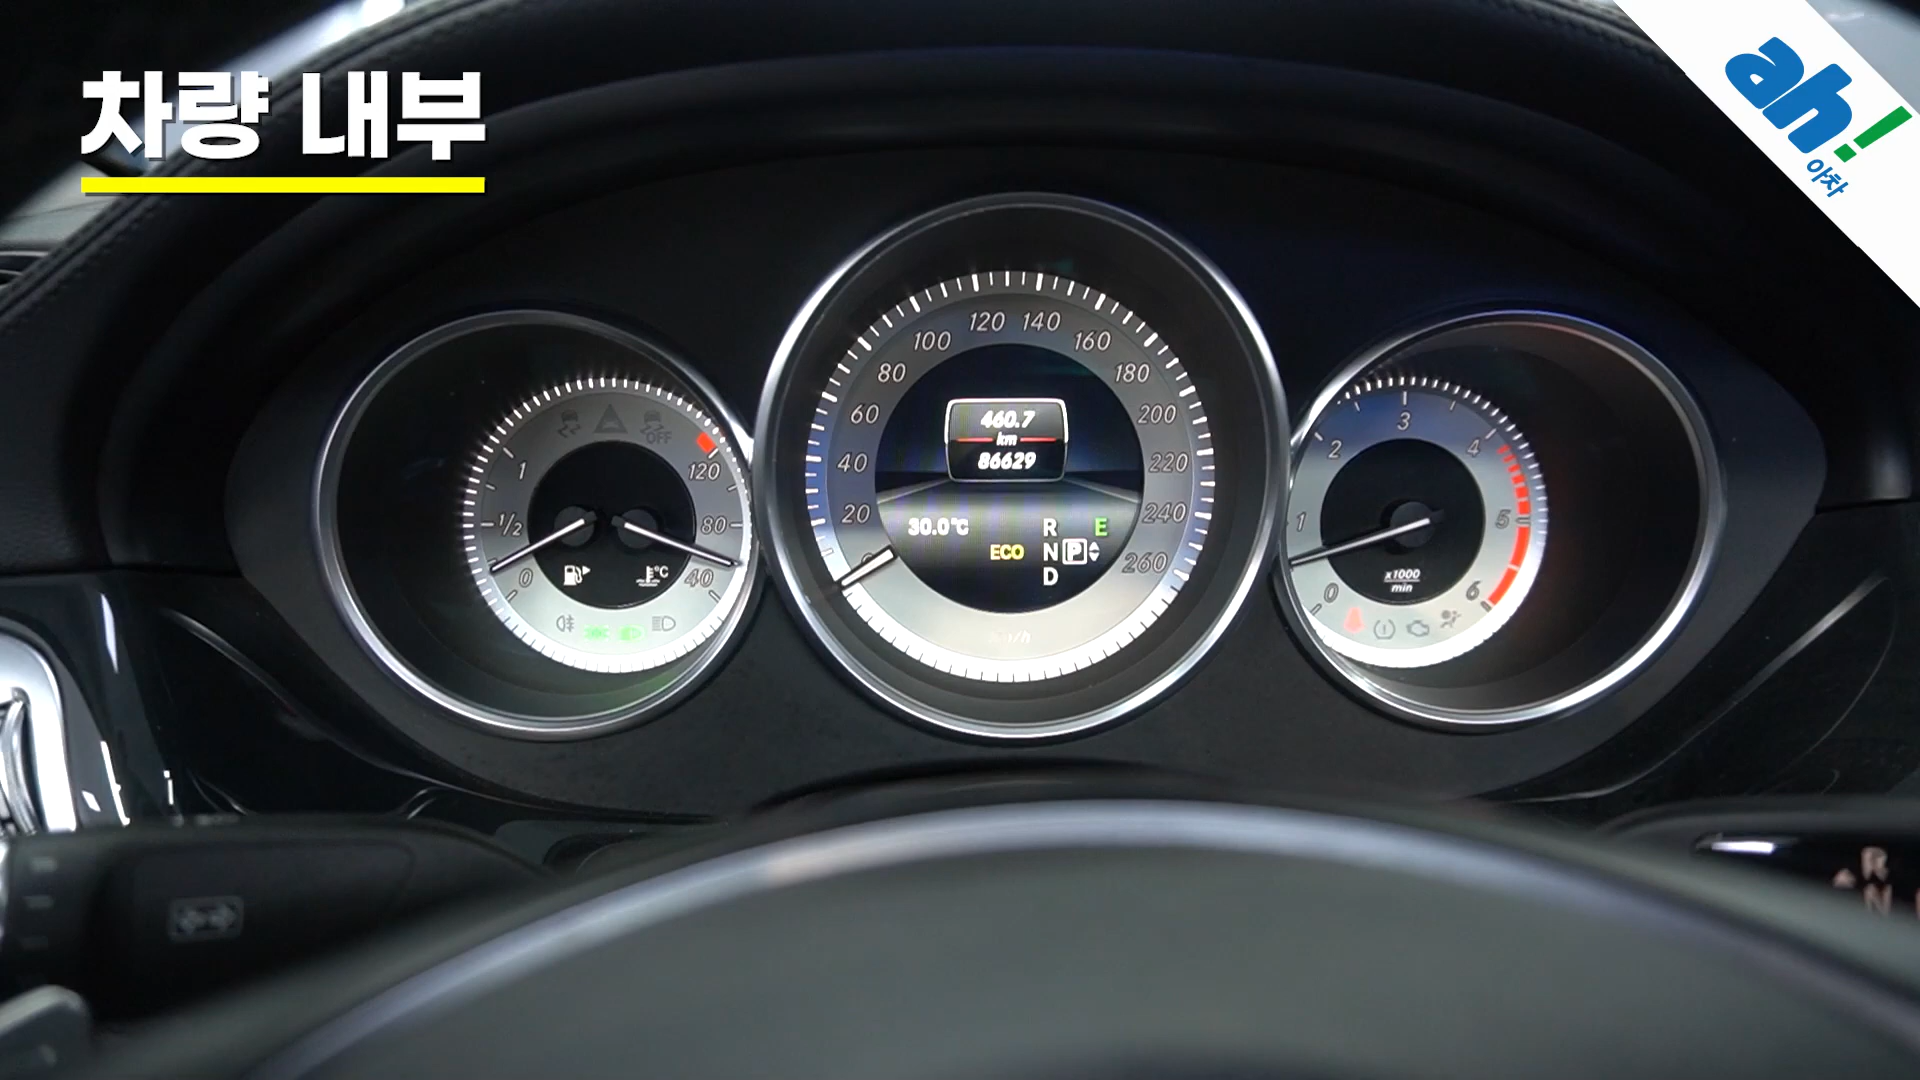 차량 내부
ah!
아차
120 140
100 160
80 180
60 200
40 220
20 240
260
460.7
km
86629
30.0°C
ECO
R E
N P
D
1
1/2
0
OFF
120
80
40
°C
0
1
2
3
4
5
6
x1000
min
km/h
R
N